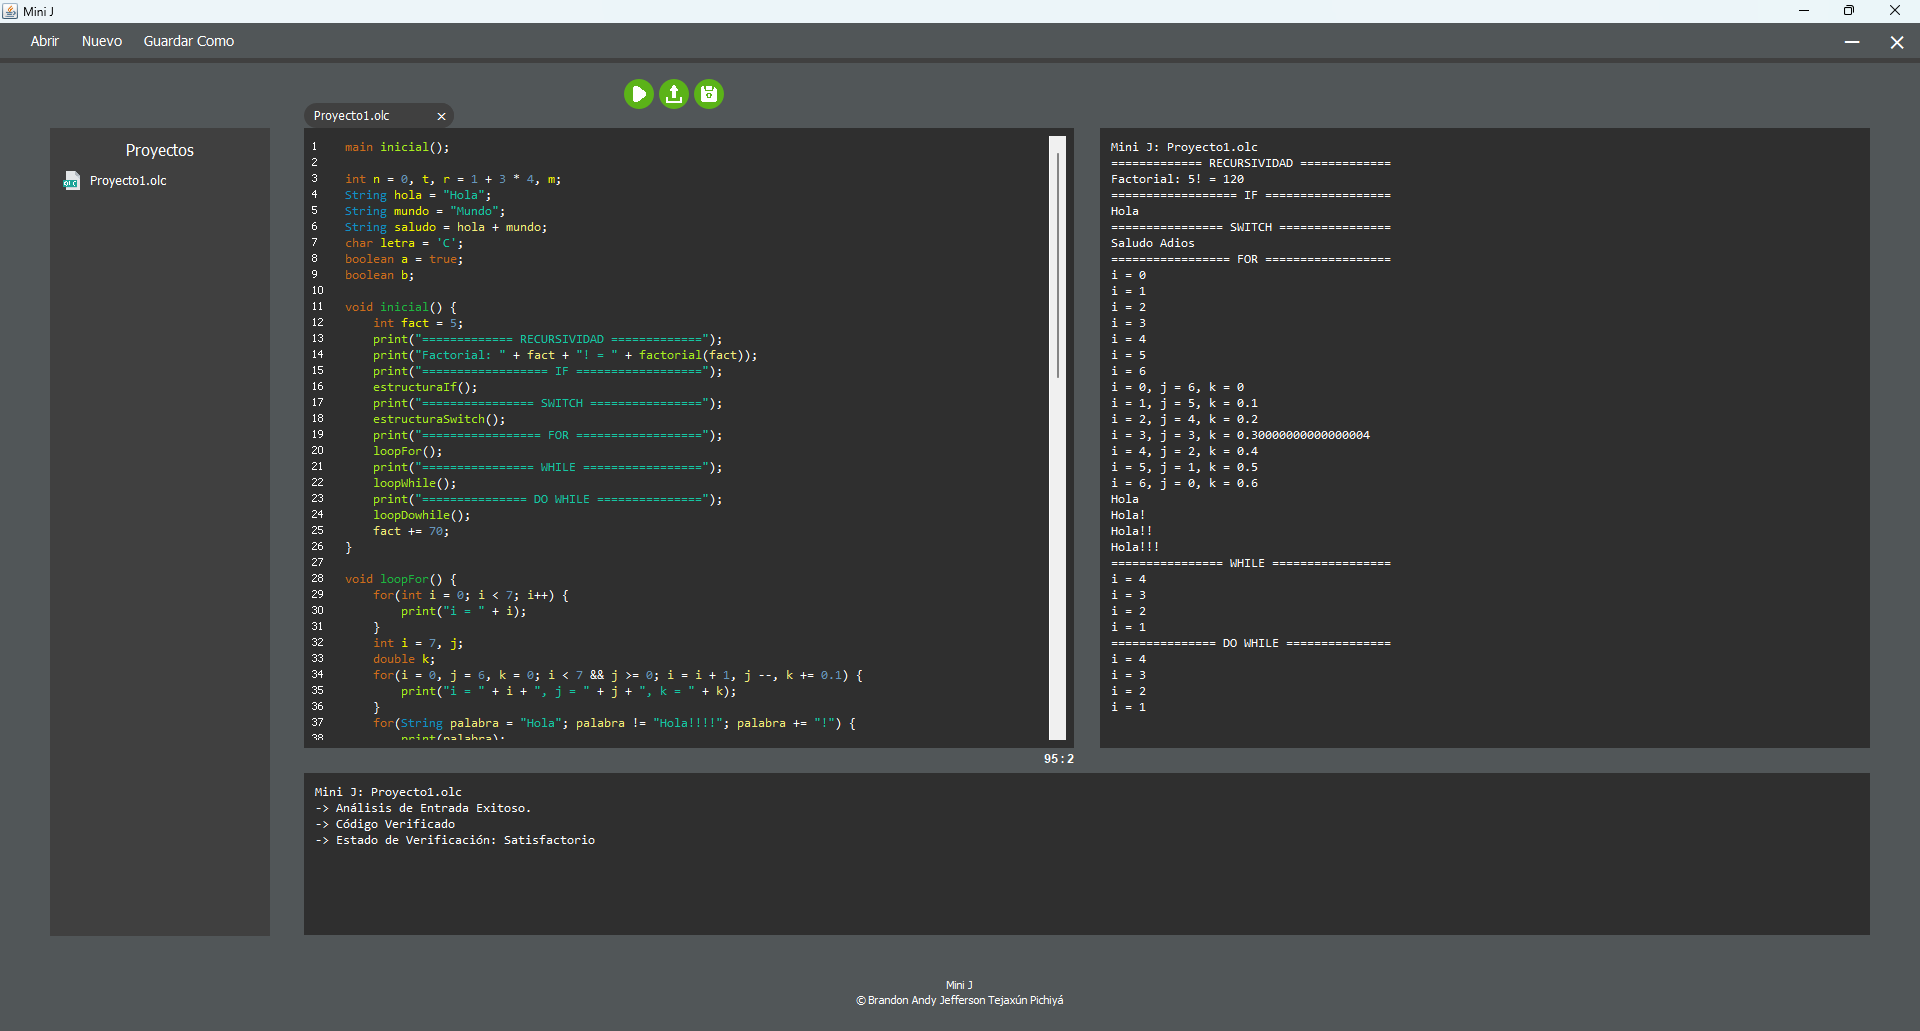 Mini J
Abrir Nuevo Guardar Como
Proyecto1.olc ×
Proyectos
Proyecto1.olc
1 main inicial();
2
3 int n = 0, t, r = 1 + 3 * 4, m;
4 String hola = "Hola";
5 String mundo = "Mundo";
6 String saludo = hola + mundo;
7 char letra = 'C';
8 boolean a = true;
9 boolean b;
10
11 void inicial() {
12 int fact = 5;
13 print("============= RECURSIVIDAD =============");
14 print("Factorial: " + fact + "! = " + factorial(fact));
15 print("================== IF ==================");
16 estructuraIf();
17 print("================ SWITCH ================");
18 estructuraSwitch();
19 print("================= FOR ==================");
20 loopFor();
21 print("================ WHILE =================");
22 loopWhile();
23 print("=============== DO WHILE ===============");
24 loopDowhile();
25 fact += 70;
26 }
27
28 void loopFor() {
29 for(int i = 0; i < 7; i++) {
30 print("i = " + i);
31 }
32 int i = 7, j;
33 double k;
34 for(i = 0, j = 6, k = 0; i < 7 && j >= 0; i = i + 1, j --, k += 0.1) {
35 print("i = " + i + ", j = " + j + ", k = " + k);
36 }
37 for(String palabra = "Hola"; palabra != "Hola!!!!"; palabra += "!") {
38 print(palabra);
95:2
Mini J: Proyecto1.olc
============= RECURSIVIDAD =============
Factorial: 5! = 120
================== IF ==================
Hola
================ SWITCH ================
Saludo Adios
================= FOR ==================
i = 0
i = 1
i = 2
i = 3
i = 4
i = 5
i = 6
i = 0, j = 6, k = 0
i = 1, j = 5, k = 0.1
i = 2, j = 4, k = 0.2
i = 3, j = 3, k = 0.30000000000000004
i = 4, j = 2, k = 0.4
i = 5, j = 1, k = 0.5
i = 6, j = 0, k = 0.6
Hola
Hola!
Hola!!
Hola!!!
================ WHILE =================
i = 4
i = 3
i = 2
i = 1
=============== DO WHILE ===============
i = 4
i = 3
i = 2
i = 1
Mini J: Proyecto1.olc
-> Análisis de Entrada Exitoso.
-> Código Verificado
-> Estado de Verificación: Satisfactorio
Mini J
© Brandon Andy Jefferson Tejaxún Pichiyá